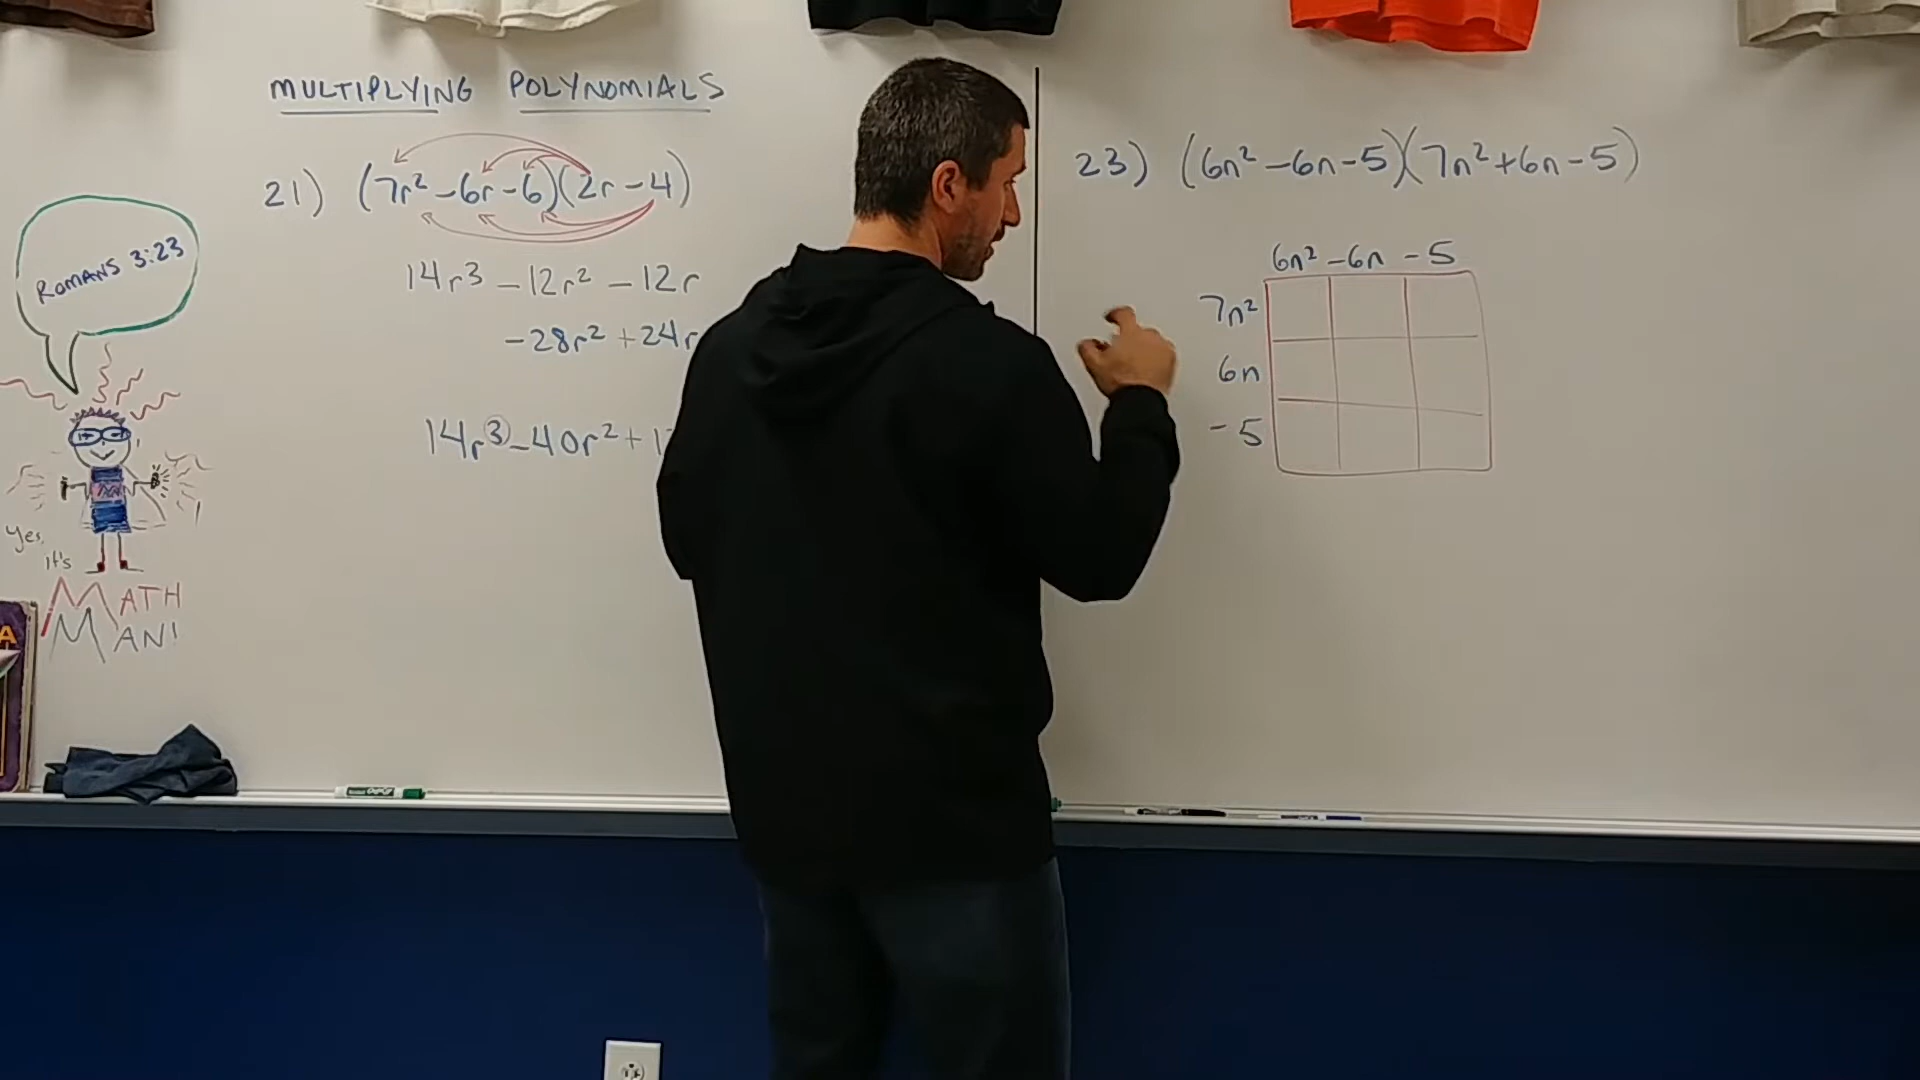 MULTIPLYING POLYNOMIALS
21) (7r² -6r -6)(2r -4)
14r³ -12r² -12r
-28r² +24r
14r³ -40r² +
ROMANS 3:23
Yes,
it's
MATH
MAN!
23) (6n² -6n -5)(7n² +6n -5)
6n² -6n -5
7n²
6n
-5